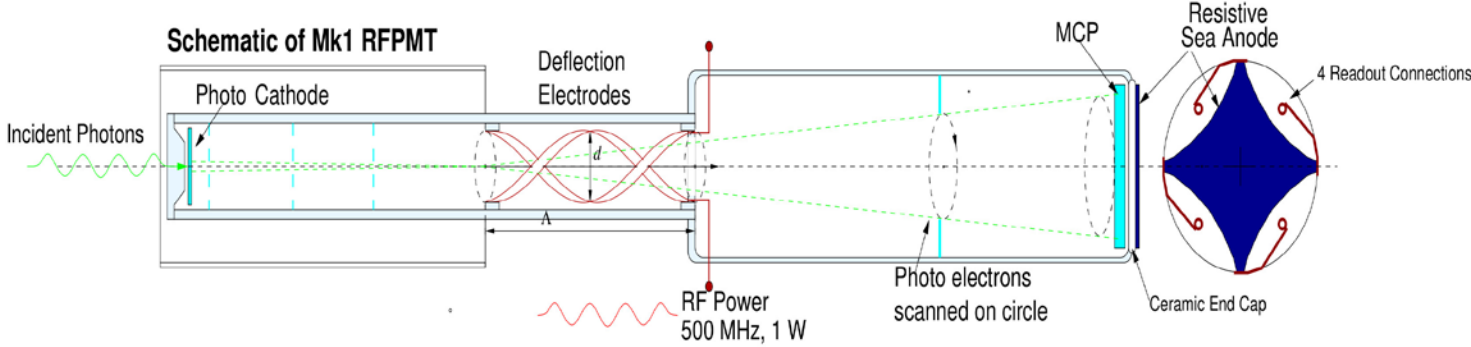 Schematic of Mk1 RFPMT
Photo Cathode
Incident Photons
Deflection
Electrodes
d
Λ
RF Power
500 MHz, 1 W
MCP
Resistive
Sea Anode
4 Readout Connections
Photo electrons
scanned on circle
Ceramic End Cap